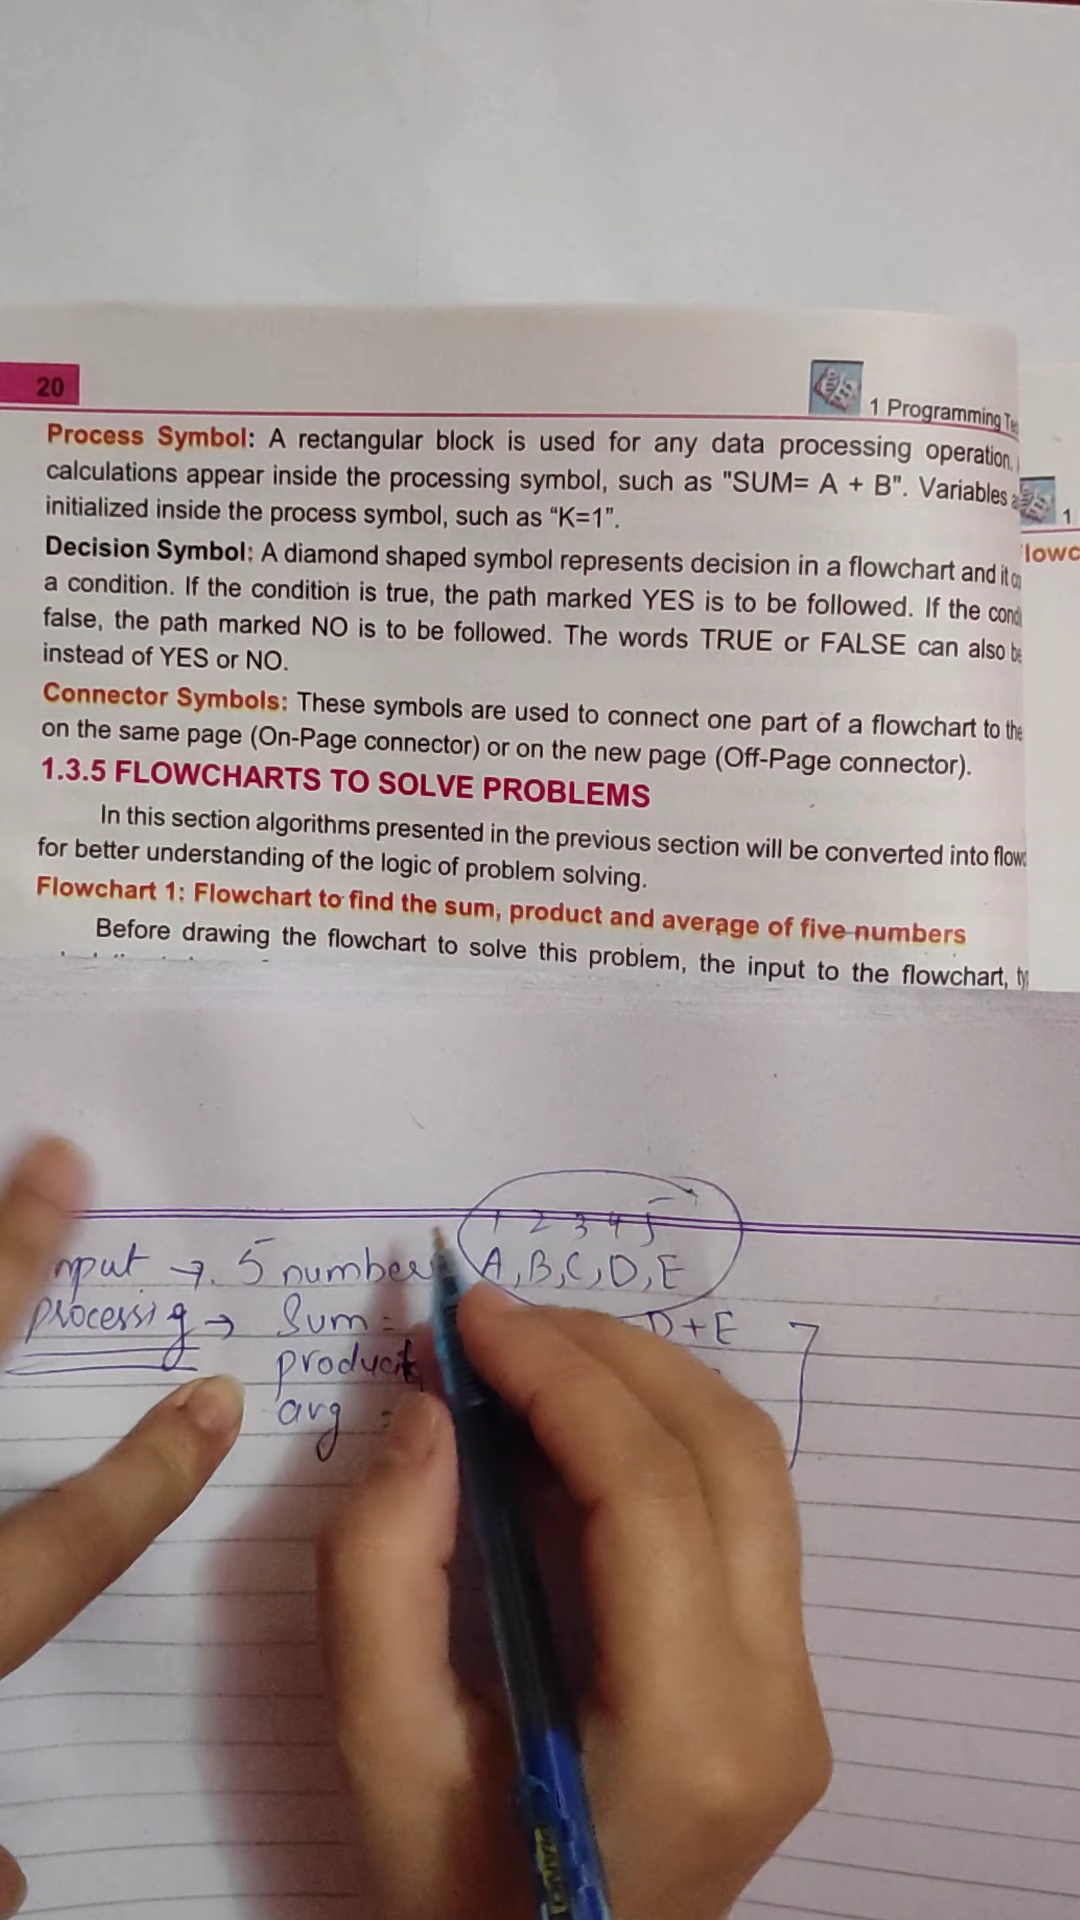 20
1 Programming
Process Symbol: A rectangular block is used for any data processing operation.
calculations appear inside the processing symbol, such as "SUM= A + B". Variables
initialized inside the process symbol, such as “K=1”.
1
Decision Symbol: A diamond shaped symbol represents decision in a flowchart and it
a condition. If the condition is true, the path marked YES is to be followed. If the
false, the path marked NO is to be followed. The words TRUE or FALSE can also
instead of YES or NO.
Connector Symbols: These symbols are used to connect one part of a flowchart to the
on the same page (On-Page connector) or on the new page (Off-Page connector).
1.3.5 FLOWCHARTS TO SOLVE PROBLEMS
In this section algorithms presented in the previous section will be converted into
for better understanding of the logic of problem solving.
Flowchart 1: Flowchart to find the sum, product and average of five numbers
Before drawing the flowchart to solve this problem, the input to the flowchart,
1 2 3 4 5
nput → 5 number A, B, C, D, E
processig → Sum = D+E
product
avg =